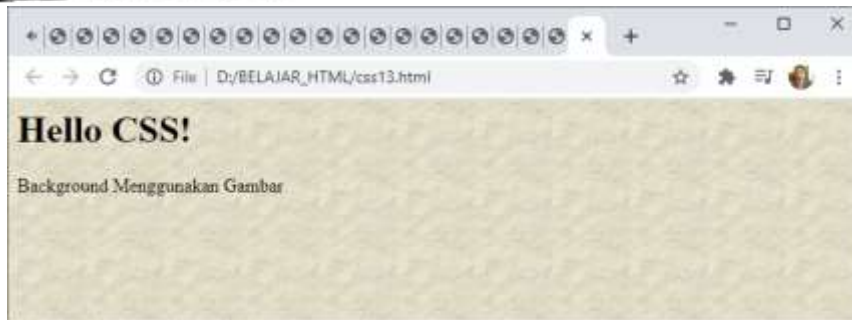 File | D:/BELAJAR_HTML/css13.html
Hello CSS!
Background Menggunakan Gambar